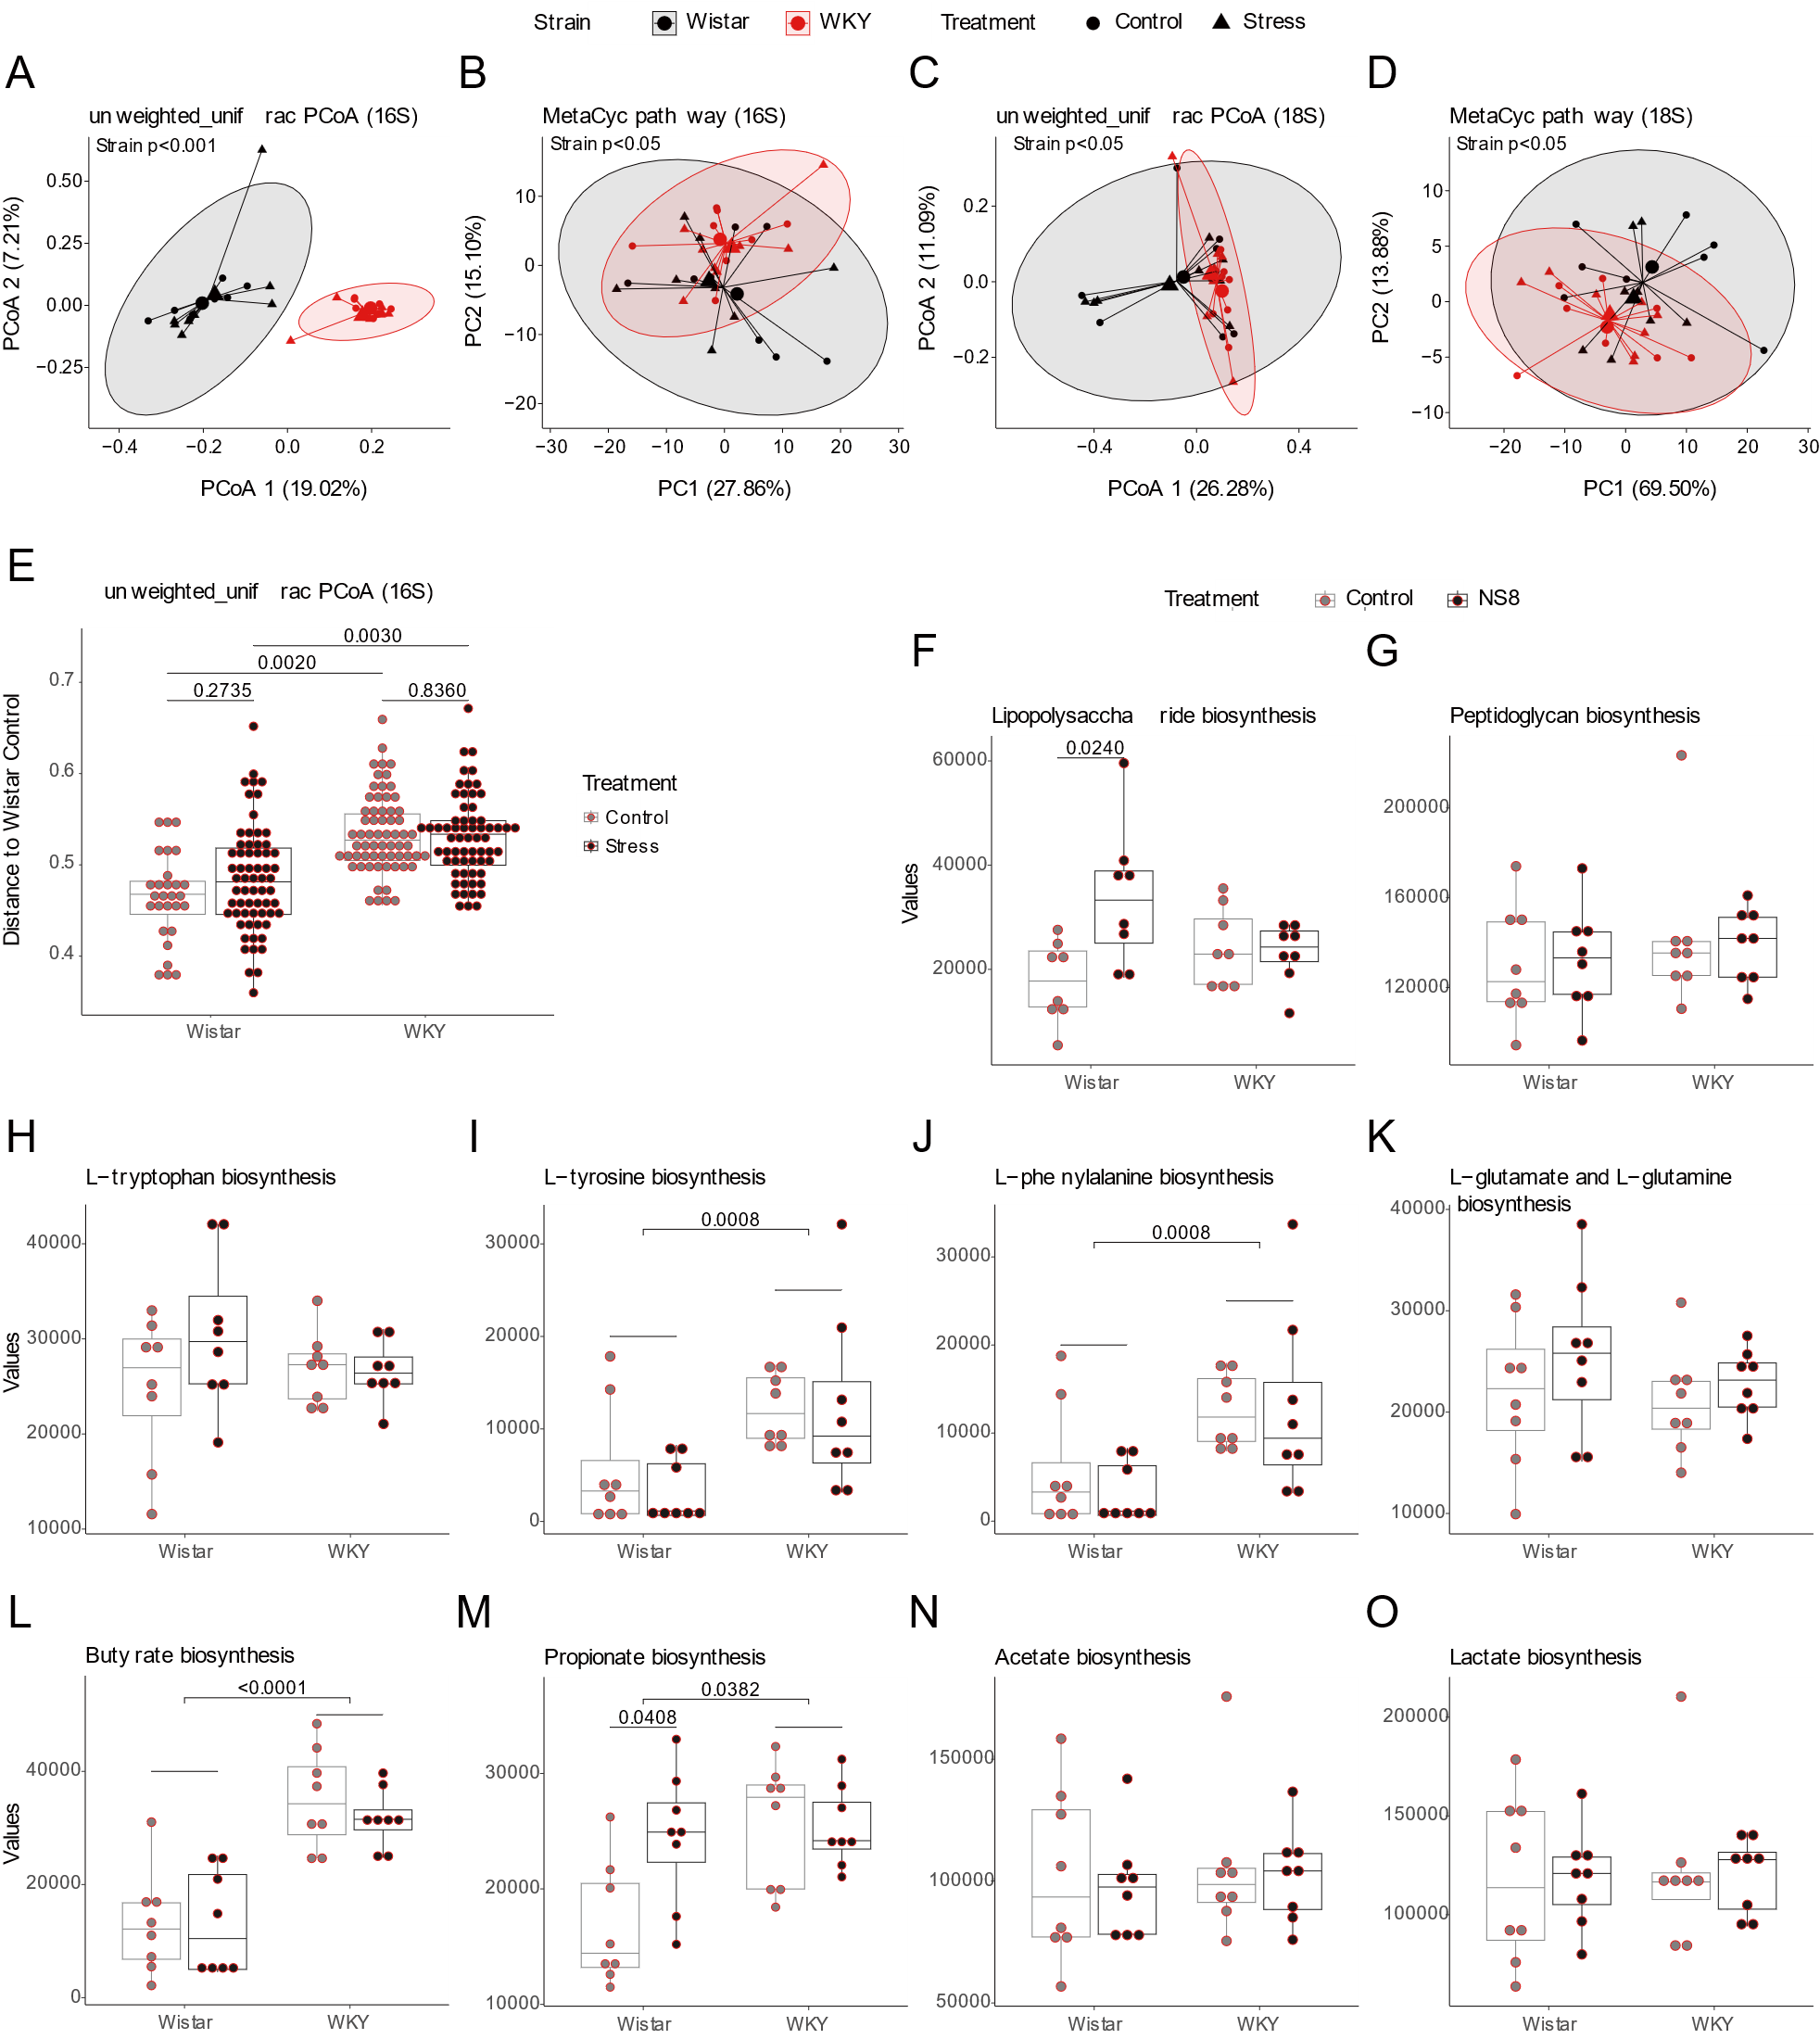 Strain Wistar WKY Treatment Control Stress
A B C D
un weighted_unif rac PCoA (16S)
Strain p<0.001
PCoA 2 (7.21%)
0.50
0.25
0.00
−0.25
−0.4 −0.2 0.0 0.2
PCoA 1 (19.02%)
MetaCyc path way (16S)
Strain p<0.05
PC2 (15.10%)
10
0
−10
−20
−30 −20 −10 0 10 20 30
PC1 (27.86%)
un weighted_unif rac PCoA (18S)
Strain p<0.05
PCoA 2 (11.09%)
0.2
0.0
−0.2
−0.4 0.0 0.4
PCoA 1 (26.28%)
MetaCyc path way (18S)
Strain p<0.05
PC2 (13.88%)
10
5
0
−5
−10
−20 −10 0 10 20 30
PC1 (69.50%)
E
un weighted_unif rac PCoA (16S)
Distance to Wistar Control
0.7
0.6
0.5
0.4
0.0030
0.0020
0.2735 0.8360
Wistar WKY
Treatment
Control
Stress
Treatment Control NS8
F
Lipopolysaccha ride biosynthesis
Values
60000
40000
20000
0.0240
Wistar WKY
G
Peptidoglycan biosynthesis
200000
160000
120000
Wistar WKY
H
L−tryptophan biosynthesis
Values
40000
30000
20000
10000
Wistar WKY
I
L−tyrosine biosynthesis
30000
20000
10000
0
0.0008
Wistar WKY
J
L−phe nylalanine biosynthesis
30000
20000
10000
0
0.0008
Wistar WKY
K
L−glutamate and L−glutamine
biosynthesis
40000
30000
20000
10000
Wistar WKY
L
Buty rate biosynthesis
Values
40000
20000
0
<0.0001
Wistar WKY
M
Propionate biosynthesis
30000
20000
10000
0.0382
0.0408
Wistar WKY
N
Acetate biosynthesis
150000
100000
50000
Wistar WKY
O
Lactate biosynthesis
200000
150000
100000
Wistar WKY